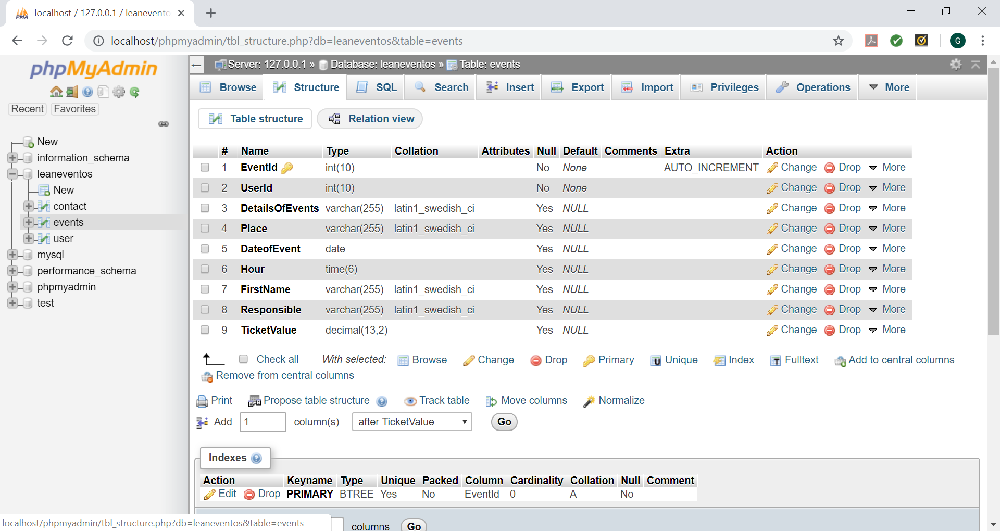 localhost / 127.0.0.1 / leanevento
localhost/phpmyadmin/tbl_structure.php?db=leaneventos&table=events
G
phpMyAdmin
Recent Favorites
New
information_schema
leaneventos
New
contact
events
user
mysql
performance_schema
phpmyadmin
test
Server: 127.0.0.1 » Database: leaneventos » Table: events
Browse Structure SQL Search Insert Export Import Privileges Operations More
Table structure Relation view
# Name Type Collation Attributes Null Default Comments Extra Action
1 EventId int(10) No None AUTO_INCREMENT Change Drop More
2 UserId int(10) No None Change Drop More
3 DetailsOfEvents varchar(255) latin1_swedish_ci Yes NULL Change Drop More
4 Place varchar(255) latin1_swedish_ci Yes NULL Change Drop More
5 DateofEvent date Yes NULL Change Drop More
6 Hour time(6) Yes NULL Change Drop More
7 FirstName varchar(255) latin1_swedish_ci Yes NULL Change Drop More
8 Responsible varchar(255) latin1_swedish_ci Yes NULL Change Drop More
9 TicketValue decimal(13,2) Yes NULL Change Drop More
Check all With selected: Browse Change Drop Primary Unique Index Fulltext Add to central columns
Remove from central columns
Print Propose table structure Track table Move columns Normalize
Add 1 column(s) after TicketValue Go
Indexes
Action Keyname Type Unique Packed Column Cardinality Collation Null Comment
Edit Drop PRIMARY BTREE Yes No EventId 0 A No
columns Go
localhost/phpmyadmin/tbl_structure.php?db=leaneventos&table=events